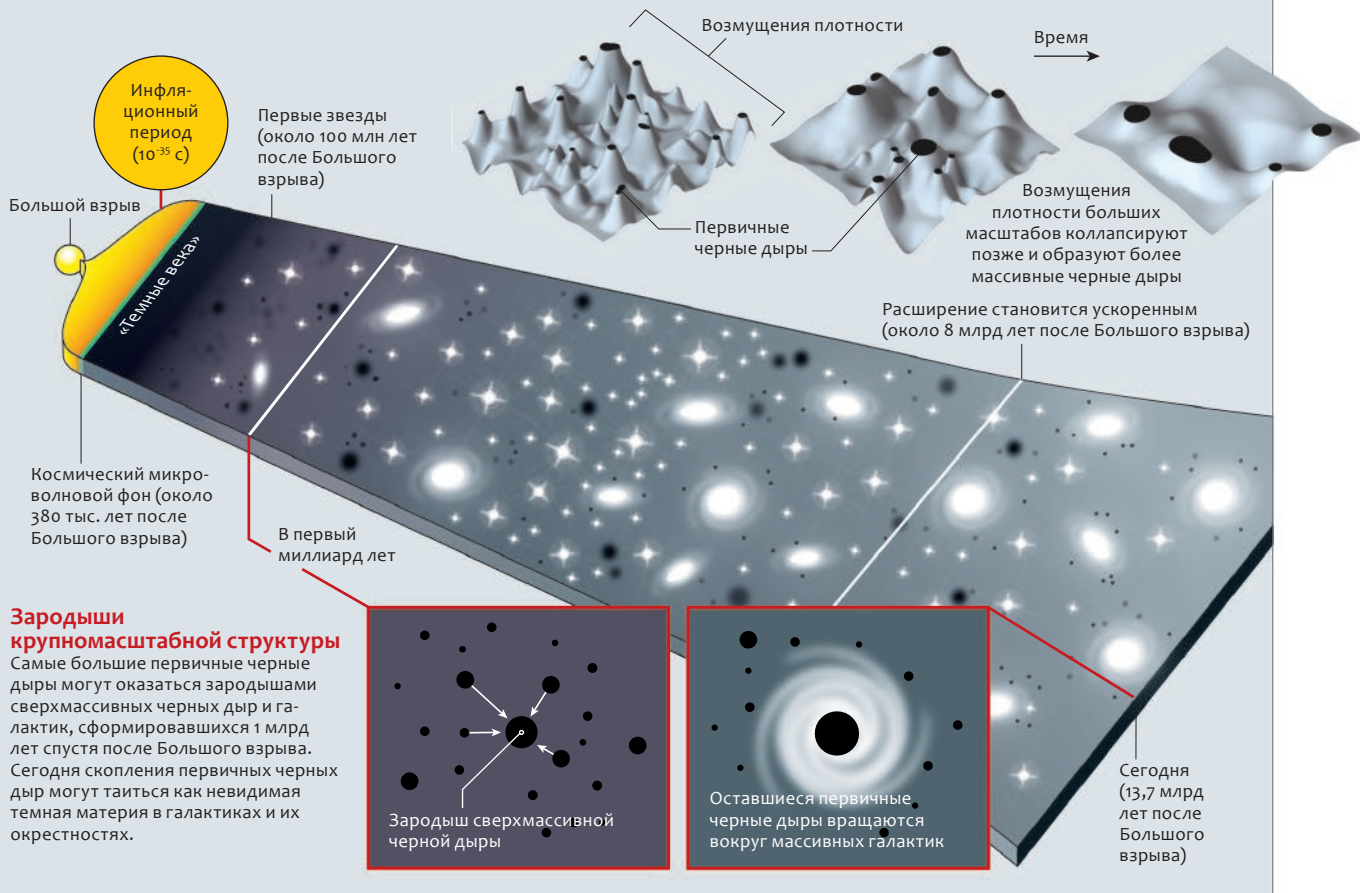 Возмущения плотности
Время
Инфля-
ционный
период
(10⁻³⁵ с)
Первые звезды
(около 100 млн лет
после Большого
взрыва)
Большой взрыв
«Темные века»
Первичные
черные дыры
Возмущения
плотности больших
масштабов коллапсируют
позже и образуют более
массивные черные дыры
Расширение становится ускоренным
(около 8 млрд лет после Большого взрыва)
Космический микро-
волновой фон (около
380 тыс. лет после
Большого взрыва)
В первый
миллиард лет
Зародыши
крупномасштабной структуры
Самые большие первичные черные
дыры могут оказаться зародышами
сверхмассивных черных дыр и га-
лактик, сформировавшихся 1 млрд
лет спустя после Большого взрыва.
Сегодня скопления первичных черных
дыр могут таиться как невидимая
темная материя в галактиках и их
окрестностях.
Зародыш сверхмассивной
черной дыры
Оставшиеся первичные
черные дыры вращаются
вокруг массивных галактик
Сегодня
(13,7 млрд
лет после
Большого
взрыва)